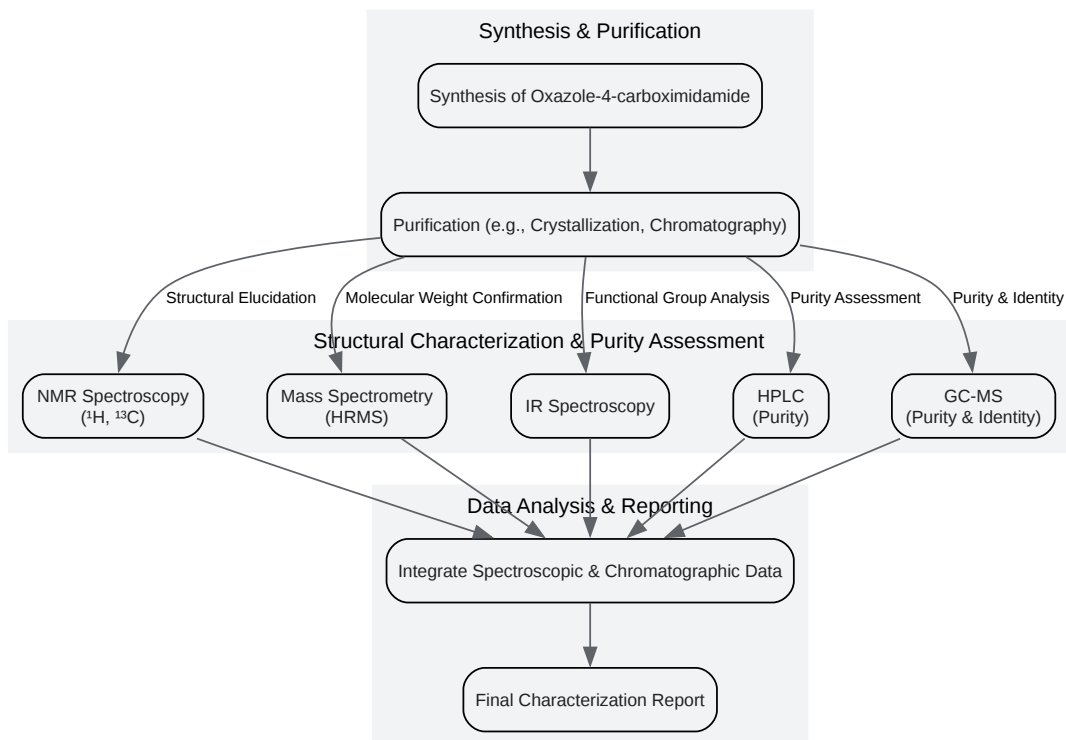 Synthesis & Purification
Synthesis of Oxazole-4-carboximidamide
Purification (e.g., Crystallization, Chromatography)
Structural Elucidation
Molecular Weight Confirmation
Functional Group Analysis
Purity Assessment
Purity & Identity
Structural Characterization & Purity Assessment
NMR Spectroscopy
(¹H, ¹³C)
Mass Spectrometry
(HRMS)
IR Spectroscopy
HPLC
(Purity)
GC-MS
(Purity & Identity)
Data Analysis & Reporting
Integrate Spectroscopic & Chromatographic Data
Final Characterization Report